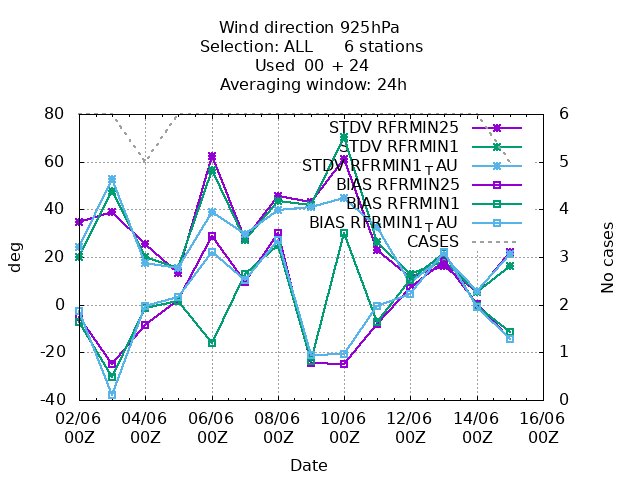 Wind direction 925hPa
Selection: ALL 6 stations
Used 00 + 24
Averaging window: 24h
80 6
STDV RFRMIN25
STDV RFRMIN1
60 5
STDV RFRMIN1TAU
BIAS RFRMIN25
40 BIAS RFRMIN1 4
BIAS RFRMIN1TAU
CASES
20 3
0 2
-20 1
-40 0
deg
No cases
02/06 04/06 06/06 08/06 10/06 12/06 14/06 16/06
00Z 00Z 00Z 00Z 00Z 00Z 00Z 00Z
Date